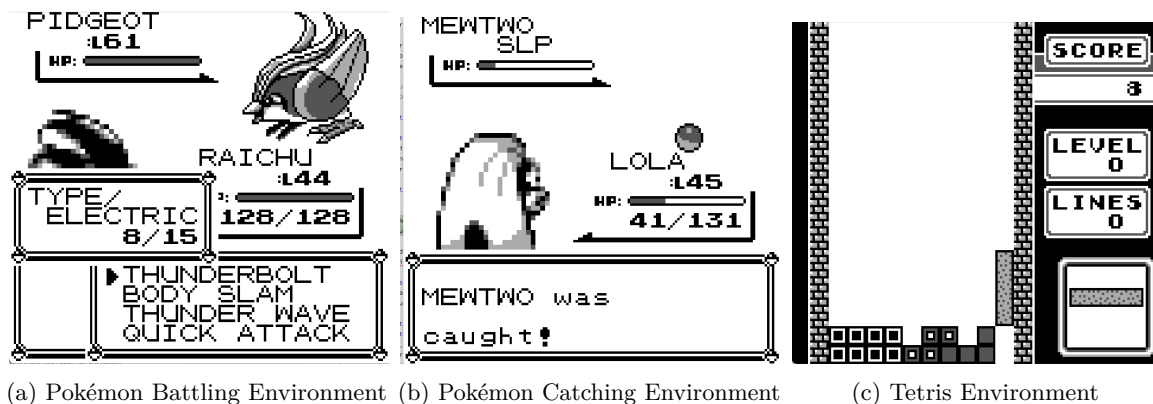 PIDGEOT
:L61
HP:
RAICHU
:L44
128/128
TYPE/
ELECTRIC
8/15
THUNDERBOLT
BODY SLAM
THUNDER WAVE
QUICK ATTACK
(a) Pokémon Battling Environment
MEWTWO
SLP
HP:
LOLA
:L45
HP:
41/131
MEWTWO was
caught!
(b) Pokémon Catching Environment
SCORE
8
LEVEL
0
LINES
0
(c) Tetris Environment